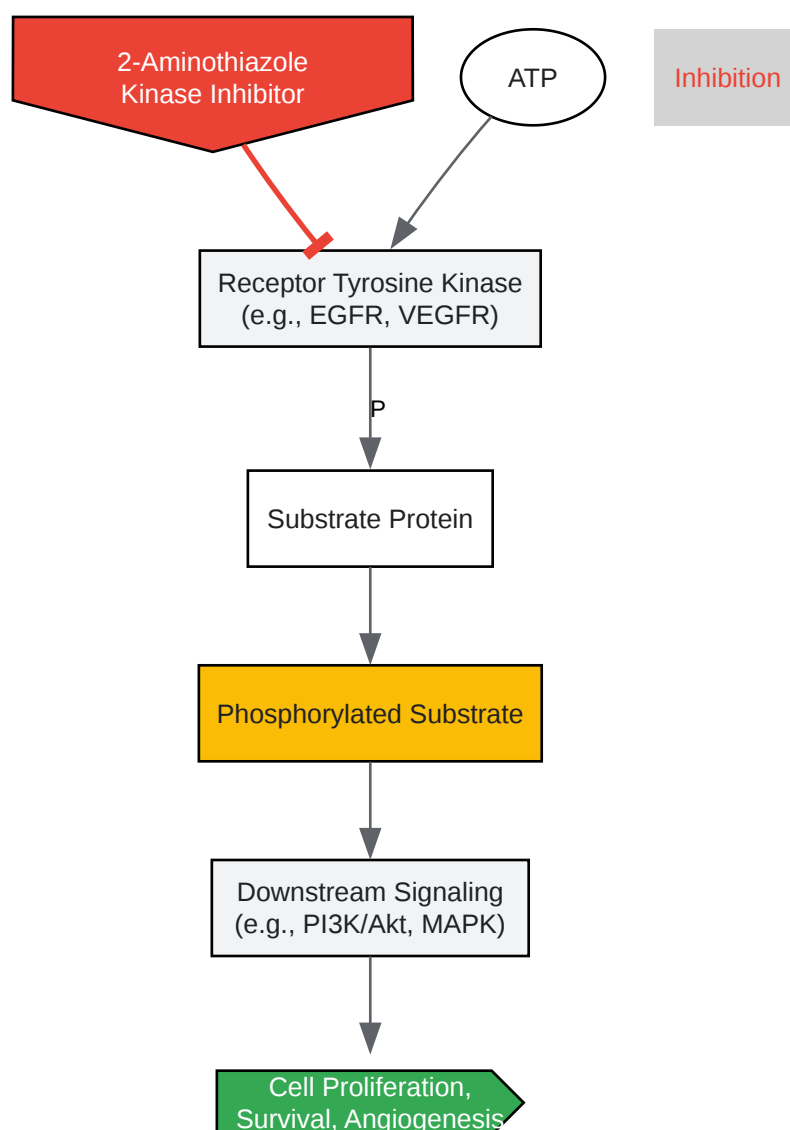 2-Aminothiazole
Kinase Inhibitor
ATP
Inhibition
Receptor Tyrosine Kinase
(e.g., EGFR, VEGFR)
P
Substrate Protein
Phosphorylated Substrate
Downstream Signaling
(e.g., PI3K/Akt, MAPK)
Cell Proliferation,
Survival, Angiogenesis